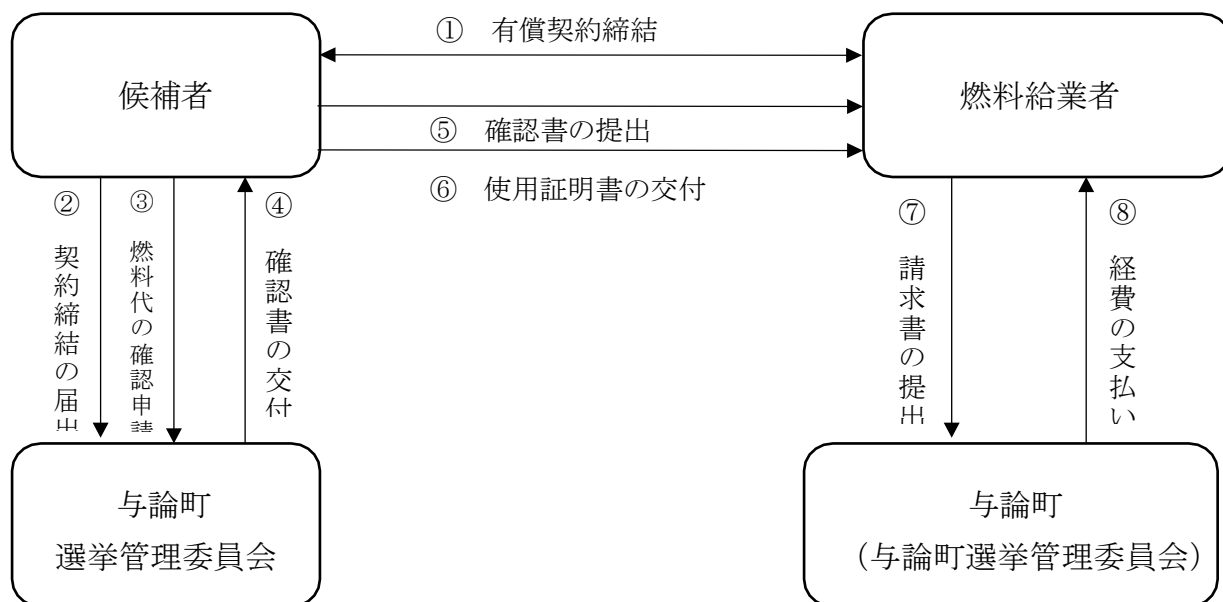 ① 有償契約締結
候補者
燃料給業者
⑤ 確認書の提出
⑥ 使用証明書の交付
② 契約締結の届出
③ 燃料代の確認申請
④ 確認書の交付
⑦ 請求書の提出
⑧ 経費の支払い
与論町
選挙管理委員会
与論町
(与論町選挙管理委員会)